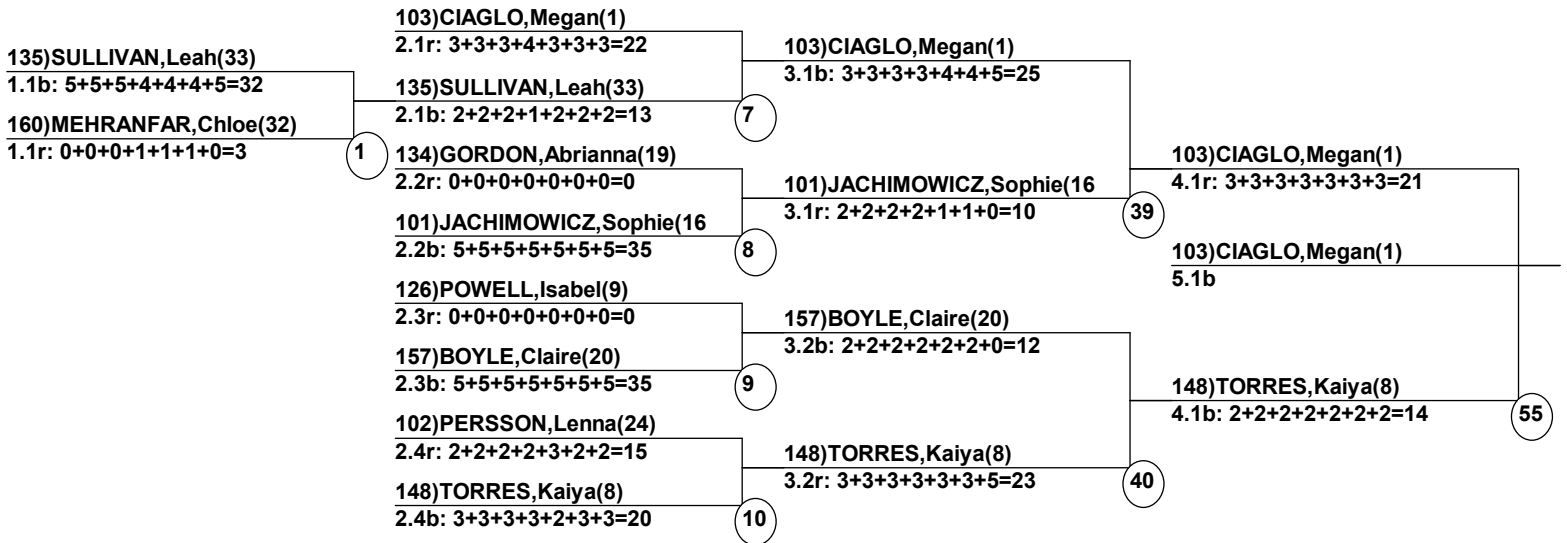 135)SULLIVAN,Leah(33)
1.1b: 5+5+5+4+4+4+5=32
160)MEHRANFAR,Chloe(32)
1.1r: 0+0+0+1+1+1+0=3
1
103)CIAGLO,Megan(1)
2.1r: 3+3+3+4+3+3+3=22
135)SULLIVAN,Leah(33)
2.1b: 2+2+2+1+2+2+2=13
7
134)GORDON,Abrianna(19)
2.2r: 0+0+0+0+0+0+0=0
101)JACHIMOWICZ,Sophie(16
2.2b: 5+5+5+5+5+5+5=35
8
126)POWELL,Isabel(9)
2.3r: 0+0+0+0+0+0+0=0
157)BOYLE,Claire(20)
2.3b: 5+5+5+5+5+5+5=35
9
102)PERSSON,Lenna(24)
2.4r: 2+2+2+2+3+2+2=15
148)TORRES,Kaiya(8)
2.4b: 3+3+3+3+2+3+3=20
10
103)CIAGLO,Megan(1)
3.1b: 3+3+3+3+4+4+5=25
101)JACHIMOWICZ,Sophie(16
3.1r: 2+2+2+2+1+1+0=10
39
157)BOYLE,Claire(20)
3.2b: 2+2+2+2+2+2+0=12
148)TORRES,Kaiya(8)
3.2r: 3+3+3+3+3+3+5=23
40
103)CIAGLO,Megan(1)
4.1r: 3+3+3+3+3+3+3=21
103)CIAGLO,Megan(1)
5.1b
148)TORRES,Kaiya(8)
4.1b: 2+2+2+2+2+2+2=14
55